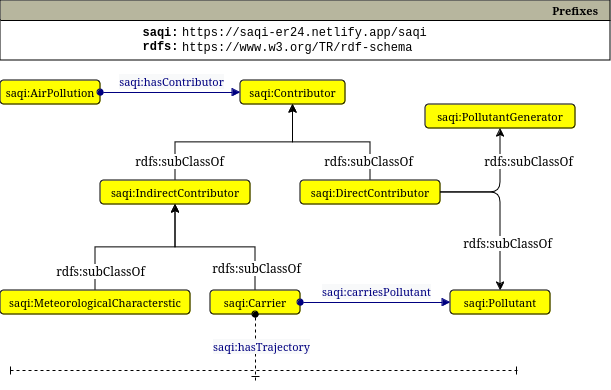 Prefixes
saqi: https://saqi-er24.netlify.app/saqi
rdfs: https://www.w3.org/TR/rdf-schema
saqi:hasContributor
saqi:AirPollution
saqi:Contributor
saqi:PollutantGenerator
rdfs:subClassOf
rdfs:subClassOf
rdfs:subClassOf
saqi:IndirectContributor
saqi:DirectContributor
rdfs:subClassOf
rdfs:subClassOf
rdfs:subClassOf
saqi:carriesPollutant
saqi:MeteorologicalCharacterstic
saqi:Carrier
saqi:Pollutant
saqi:hasTrajectory